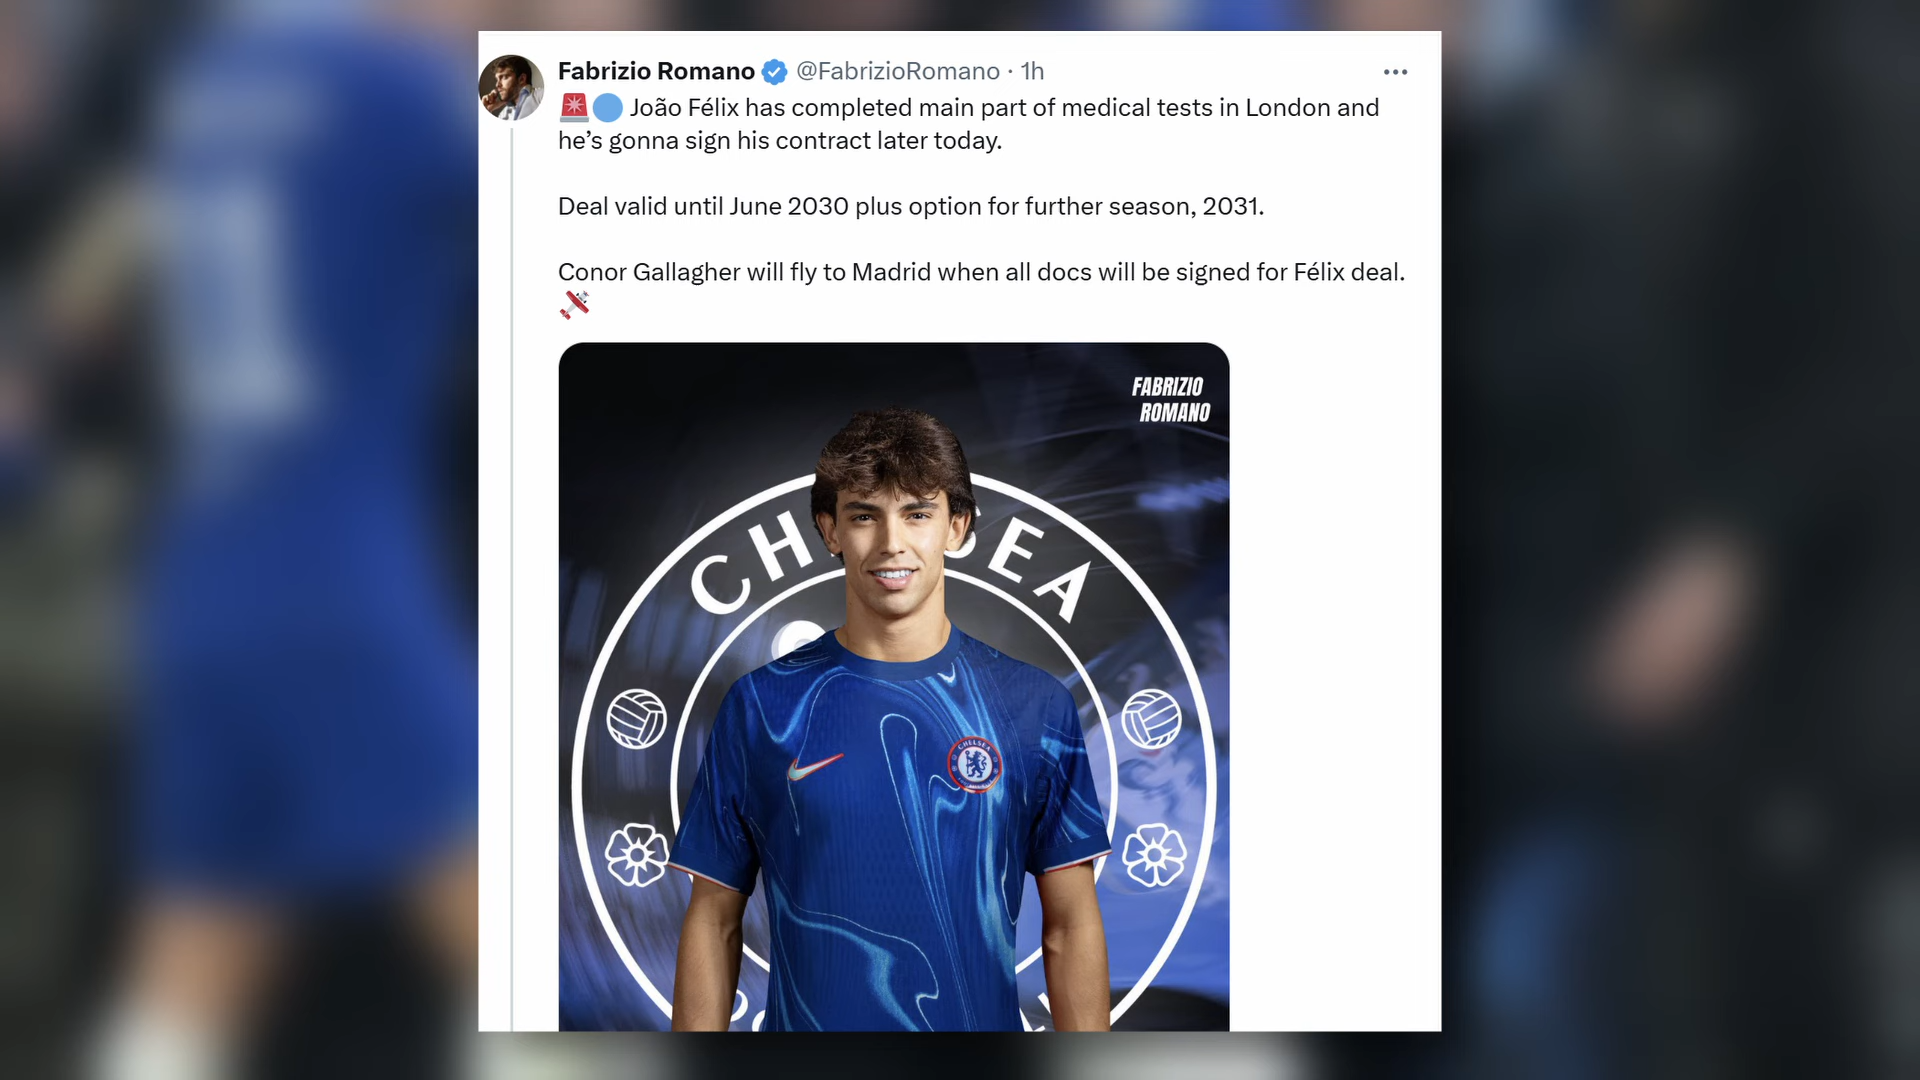 Fabrizio Romano @FabrizioRomano · 1h
🚨🔵 João Félix has completed main part of medical tests in London and
he’s gonna sign his contract later today.
Deal valid until June 2030 plus option for further season, 2031.
Conor Gallagher will fly to Madrid when all docs will be signed for Félix deal.
🛩️
FABRIZIO
ROMANO
CH SEA
CHELSEA